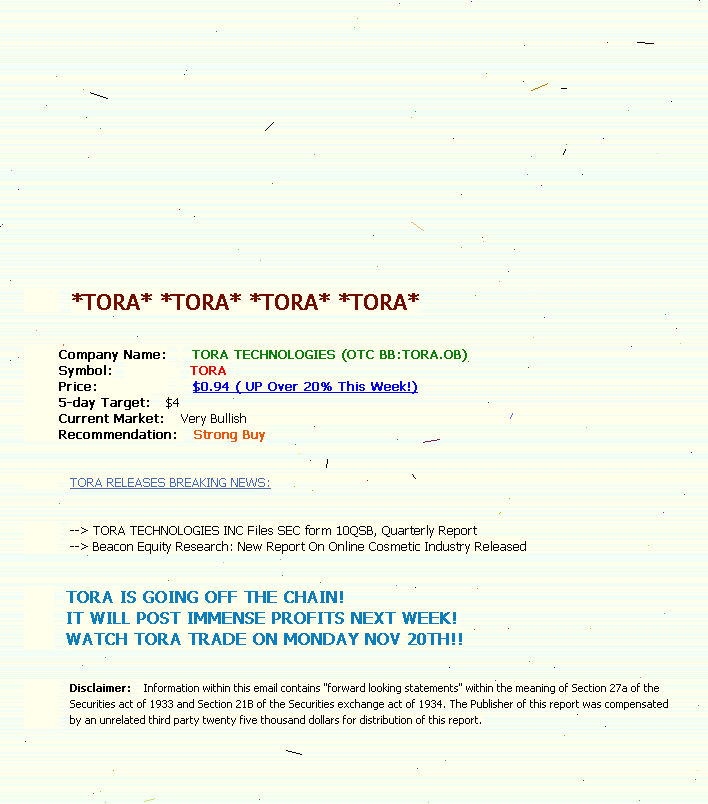 *TORA* *TORA* *TORA* *TORA*
Company Name: TORA TECHNOLOGIES (OTC BB:TORA.OB)
Symbol: TORA
Price: $0.94 ( UP Over 20% This Week!)
5-day Target: $4
Current Market: Very Bullish
Recommendation: Strong Buy
TORA RELEASES BREAKING NEWS:
--> TORA TECHNOLOGIES INC Files SEC form 10QSB, Quarterly Report
--> Beacon Equity Research: New Report On Online Cosmetic Industry Released
TORA IS GOING OFF THE CHAIN!
IT WILL POST IMMENSE PROFITS NEXT WEEK!
WATCH TORA TRADE ON MONDAY NOV 20TH!!
Disclaimer: Information within this email contains "forward looking statements" within the meaning of Section 27a of the
Securities act of 1933 and Section 21B of the Securities exchange act of 1934. The Publisher of this report was compensated
by an unrelated third party twenty five thousand dollars for distribution of this report.